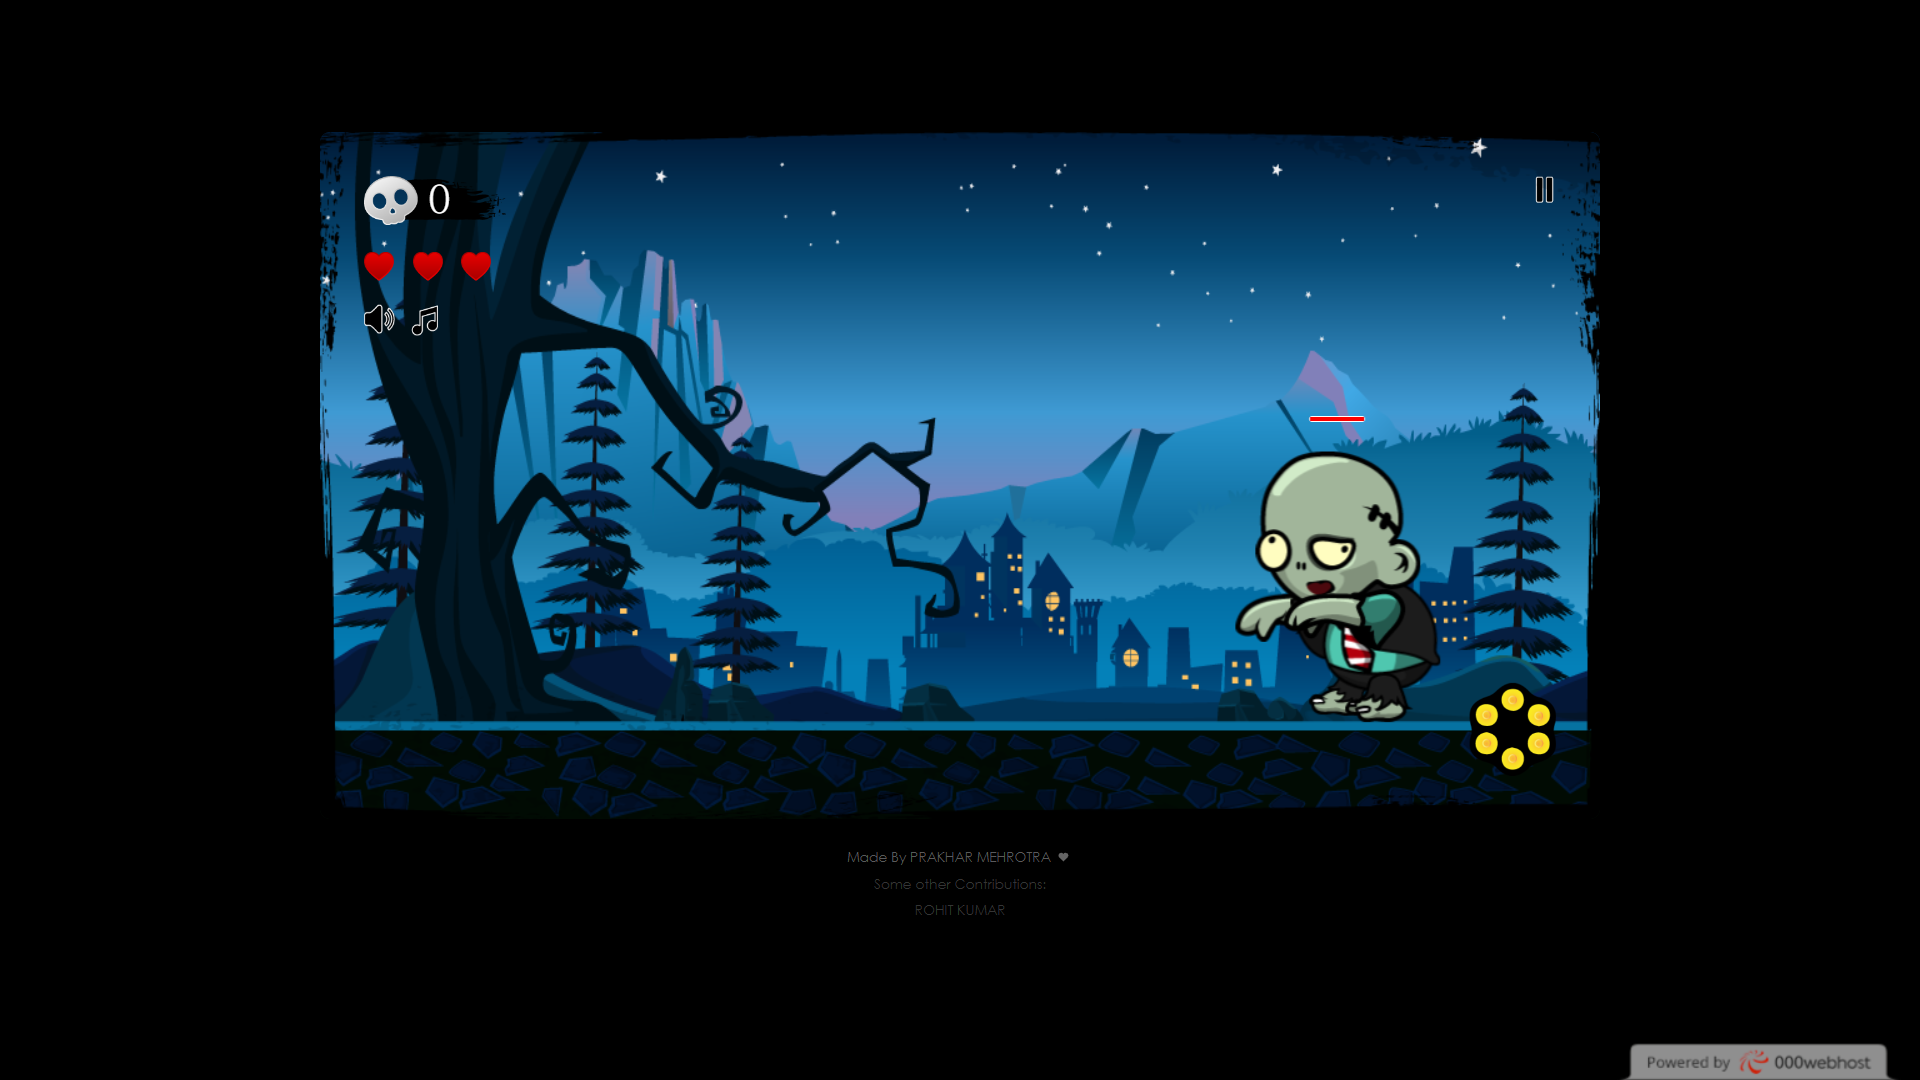 0
Made By PRAKHAR MEHROTRA ♥
Some other Contributions:
ROHIT KUMAR
Powered by 000webhost